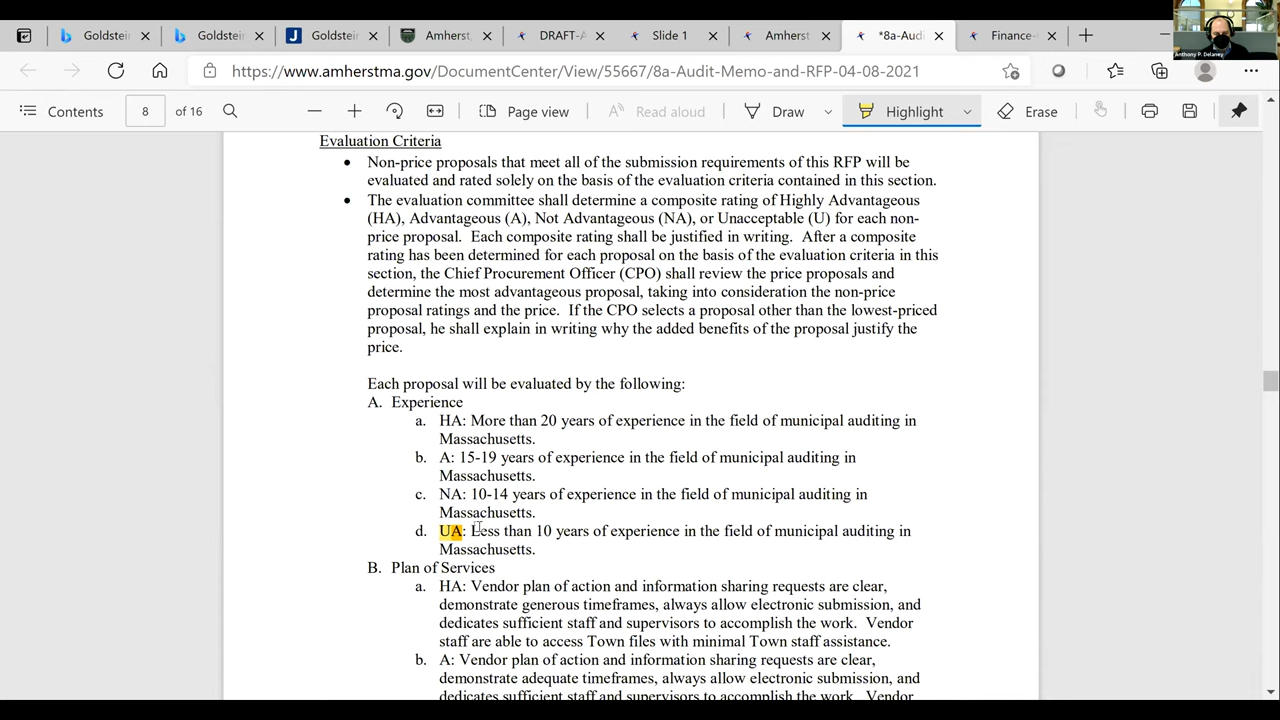 Goldstein
Goldstein
Goldstein
Amherst,
DRAFT-A
Slide 1
Amherst
*8a-Audi
Finance-
Anthony P. Delaney
https://www.amherstma.gov/DocumentCenter/View/55667/8a-Audit-Memo-and-RFP-04-08-2021
Contents 8 of 16 Page view Read aloud Draw Highlight Erase
Evaluation Criteria
• Non-price proposals that meet all of the submission requirements of this RFP will be
evaluated and rated solely on the basis of the evaluation criteria contained in this section.
• The evaluation committee shall determine a composite rating of Highly Advantageous
(HA), Advantageous (A), Not Advantageous (NA), or Unacceptable (U) for each non-
price proposal. Each composite rating shall be justified in writing. After a composite
rating has been determined for each proposal on the basis of the evaluation criteria in this
section, the Chief Procurement Officer (CPO) shall review the price proposals and
determine the most advantageous proposal, taking into consideration the non-price
proposal ratings and the price. If the CPO selects a proposal other than the lowest-priced
proposal, he shall explain in writing why the added benefits of the proposal justify the
price.
Each proposal will be evaluated by the following:
A. Experience
a. HA: More than 20 years of experience in the field of municipal auditing in
Massachusetts.
b. A: 15-19 years of experience in the field of municipal auditing in
Massachusetts.
c. NA: 10-14 years of experience in the field of municipal auditing in
Massachusetts.
d. UA: Less than 10 years of experience in the field of municipal auditing in
Massachusetts.
B. Plan of Services
a. HA: Vendor plan of action and information sharing requests are clear,
demonstrate generous timeframes, always allow electronic submission, and
dedicates sufficient staff and supervisors to accomplish the work. Vendor
staff are able to access Town files with minimal Town staff assistance.
b. A: Vendor plan of action and information sharing requests are clear,
demonstrate adequate timeframes, always allow electronic submission, and
dedicates sufficient staff and supervisors to accomplish the work. Vendor